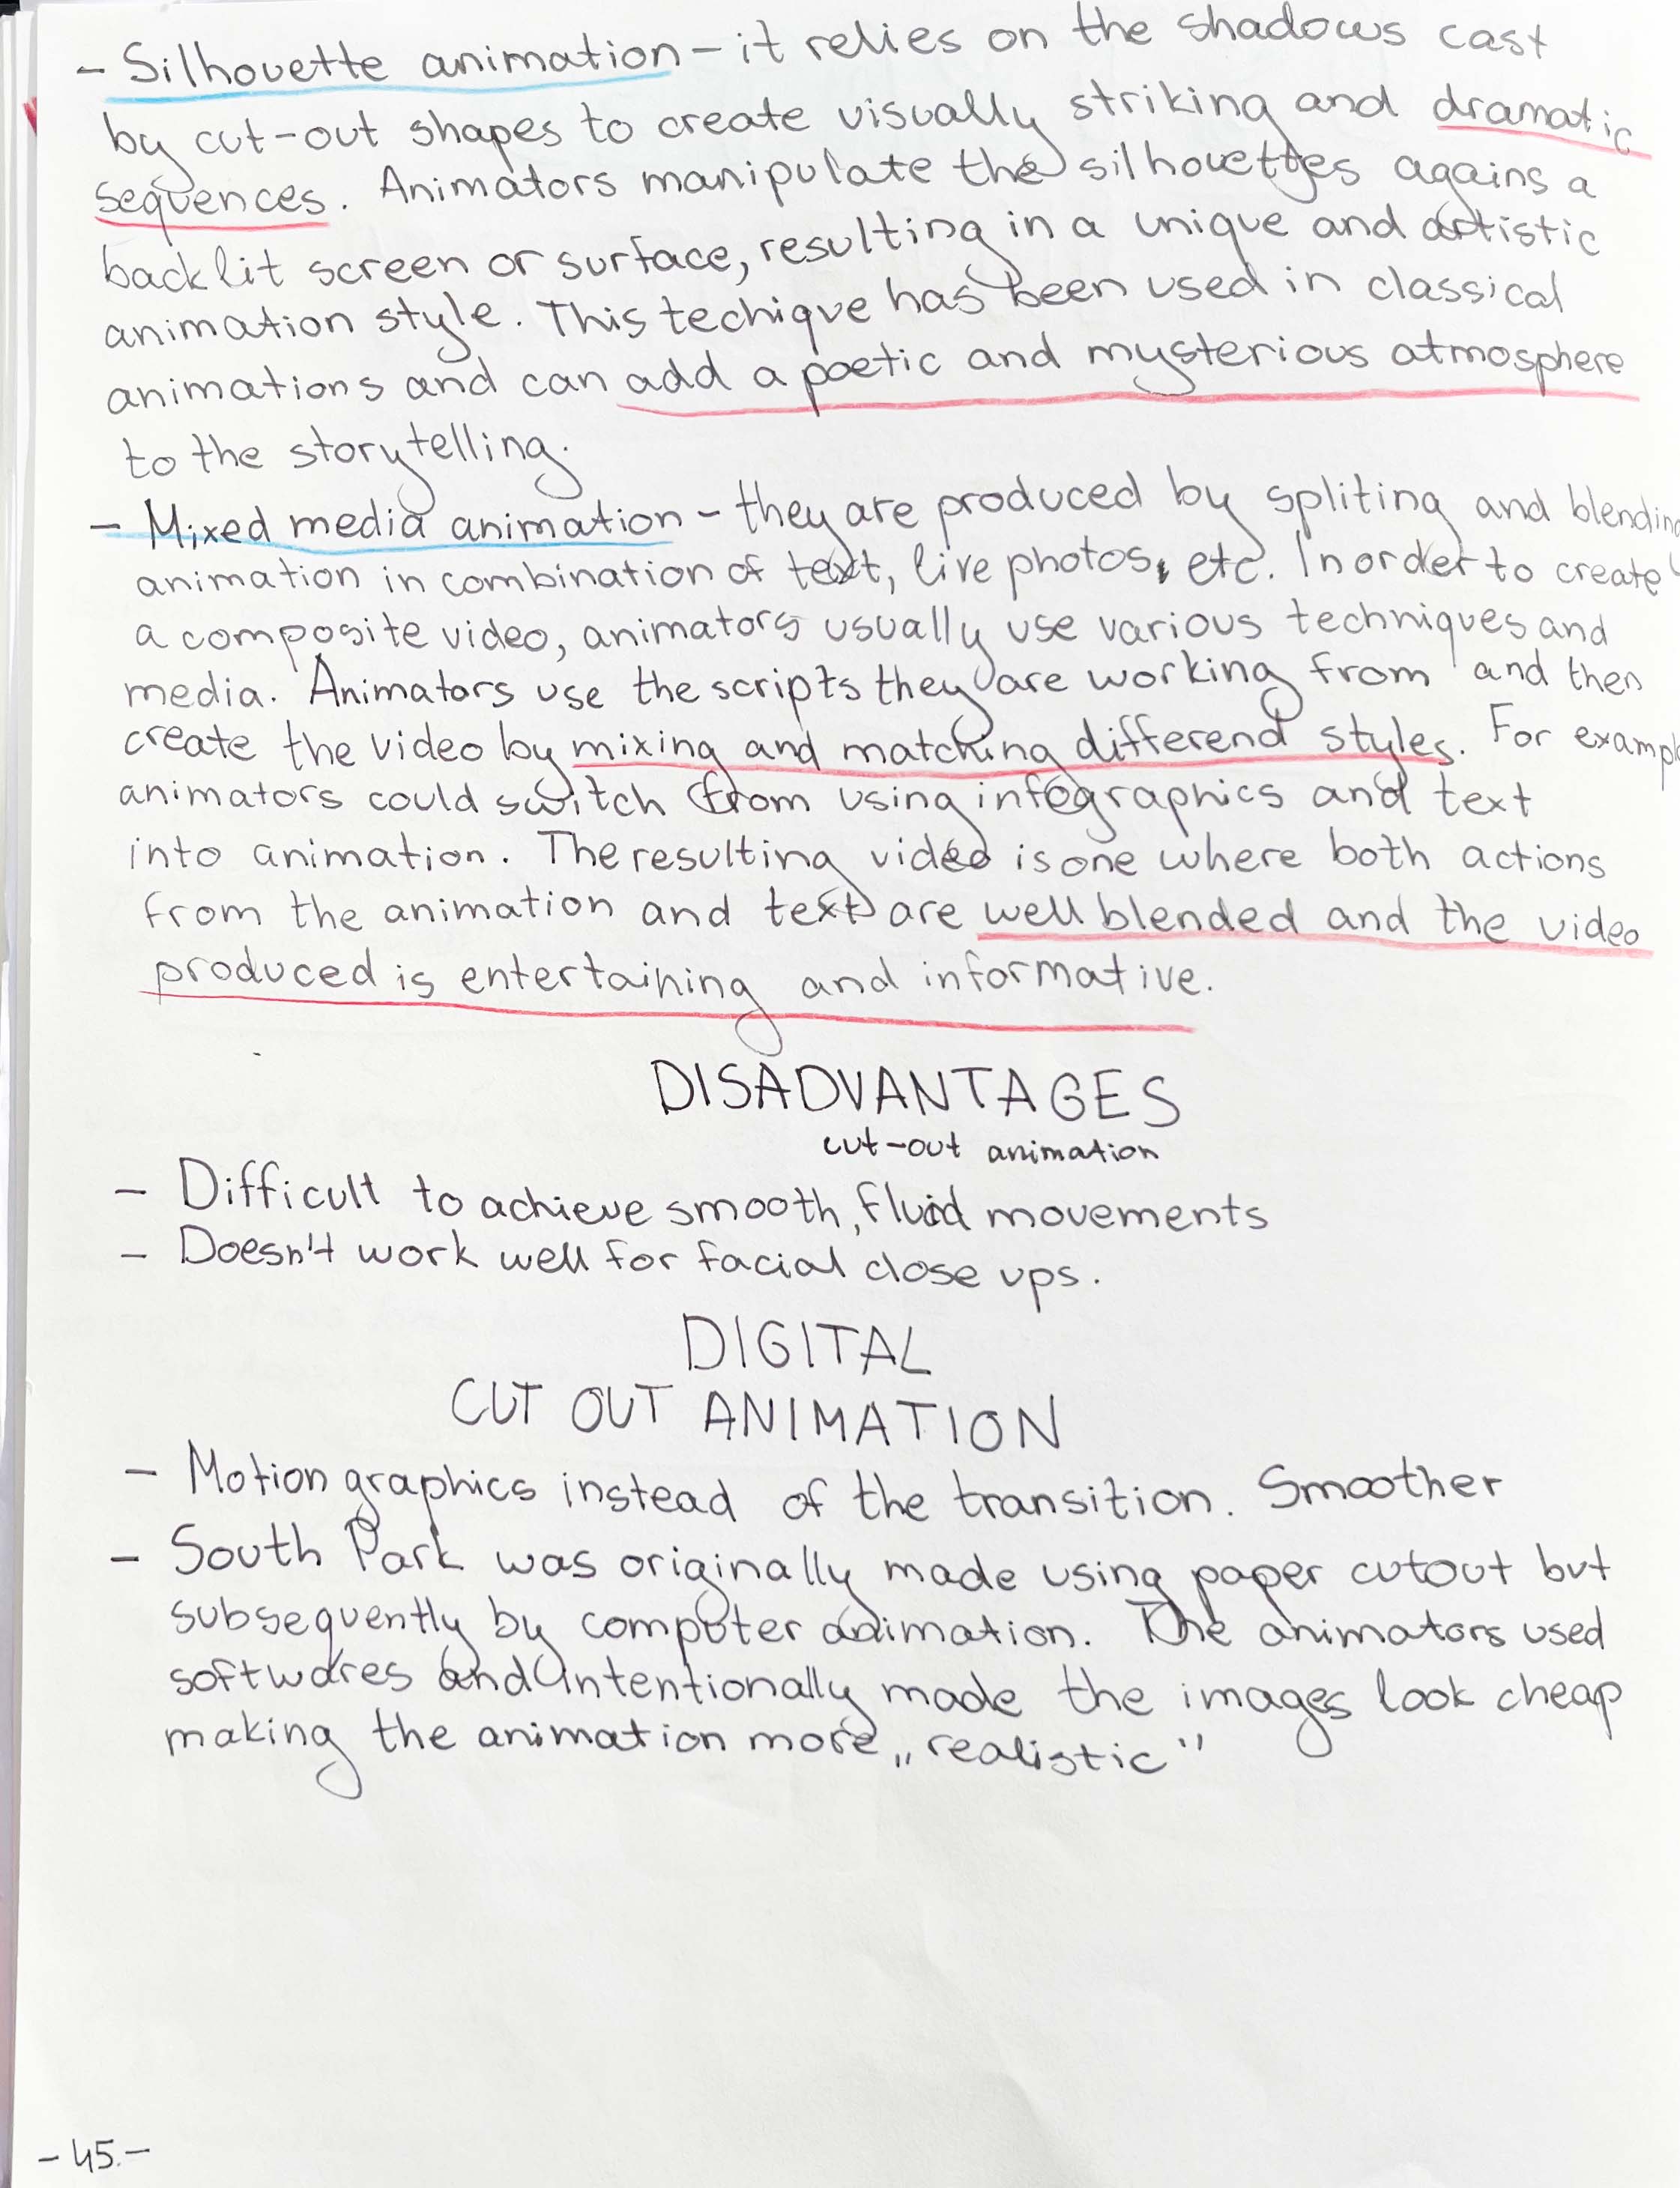 - Silhouette animation - it relies on the shadows cast
by cut-out shapes to create visually striking and dramatic
sequences. Animators manipulate the silhouettes agains a
backlit screen or surface, resulting in a unique and artistic
animation style. This techique has been used in classical
animations and can add a poetic and mysterious atmosphere
to the storytelling.
- Mixed media animation - they are produced by spliting and blending
animation in combination of text, live photos, etc. In order to create
a composite video, animators usually use various techniques and
media. Animators use the scripts they are working from and then
create the video by mixing and matching differend styles. For exampl
animators could switch from using infographics and text
into animation. The resulting video is one where both actions
from the animation and text are well blended and the video
produced is entertaining and informative.
DISADVANTAGES
cut-out animation
- Difficult to achieve smooth, fluid movements
- Doesn't work well for facial close ups.
DIGITAL
CUT OUT ANIMATION
- Motion graphics instead of the transition. Smoother
- South Park was originally made using paper cutout but
subsequently by computer animation. The animators used
softwares and intentionally made the images look cheap
making the animation more „realistic"
- 45.-